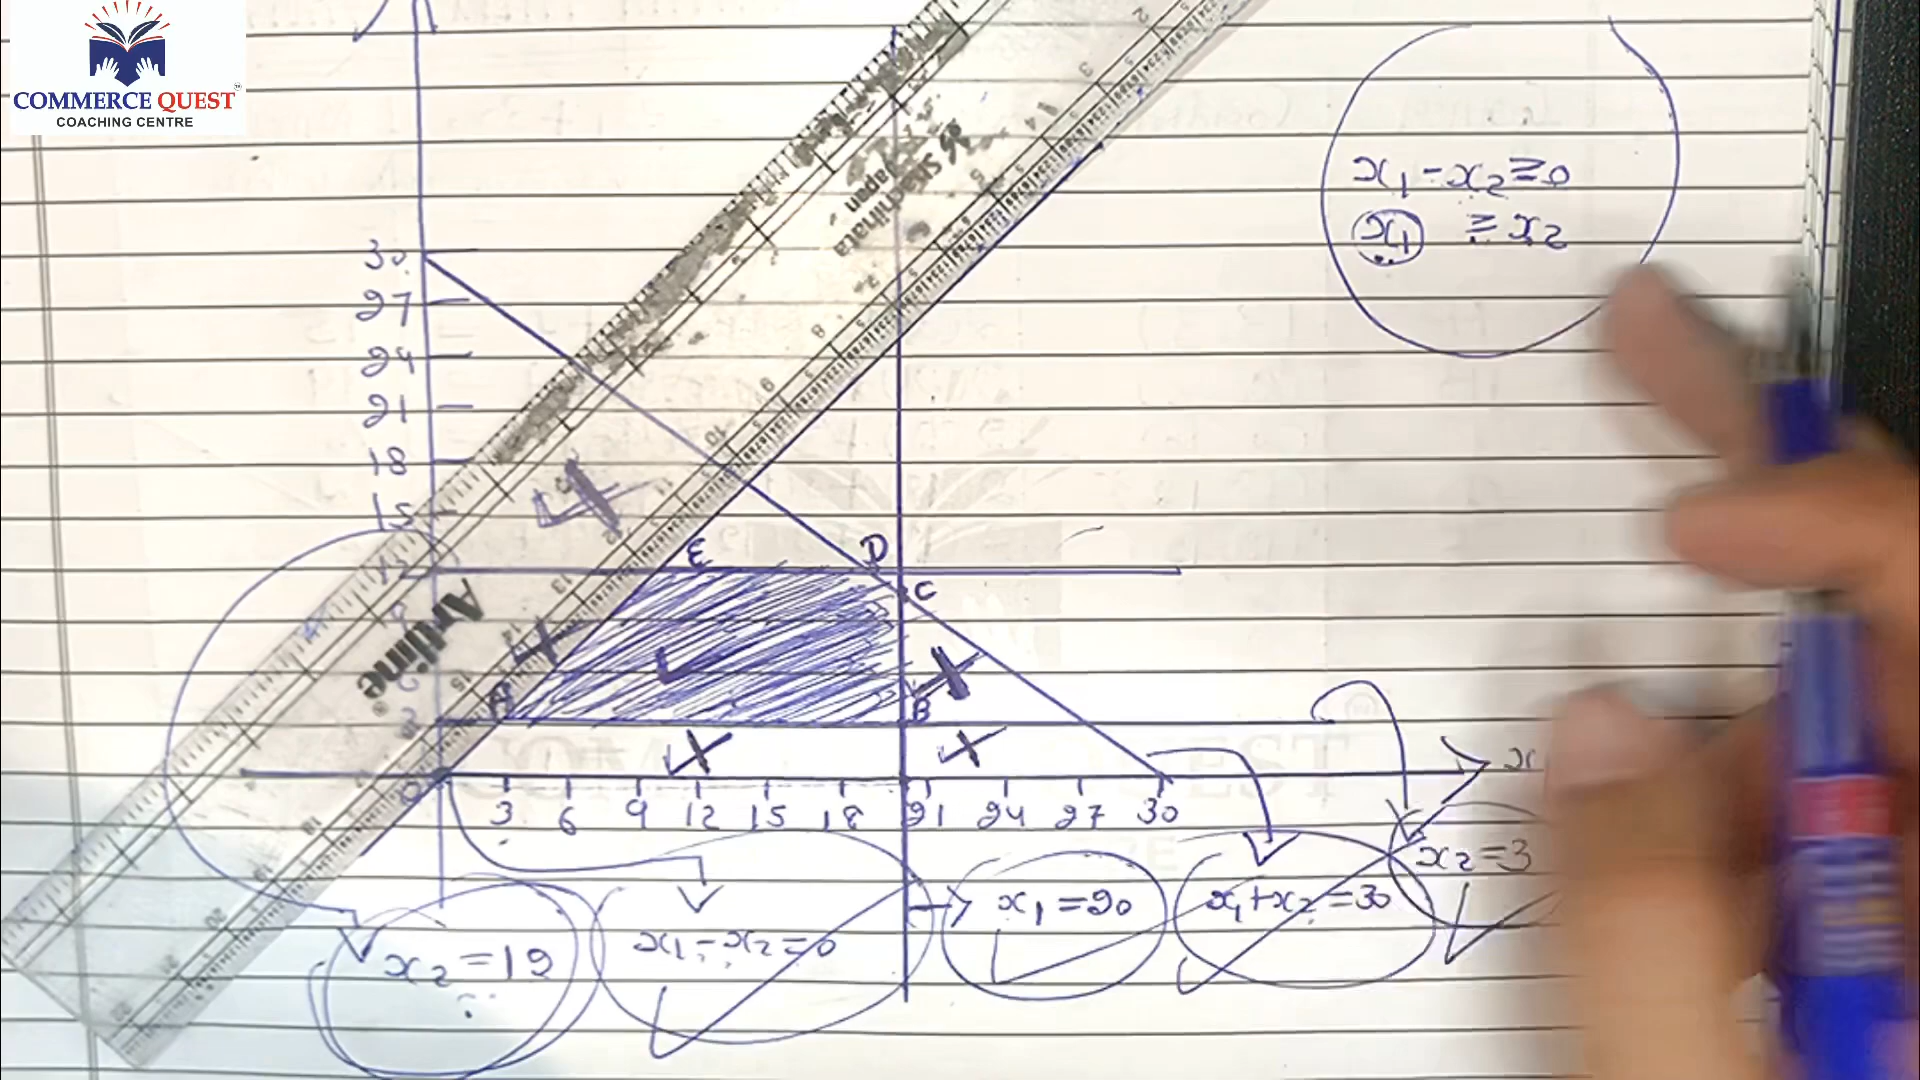 COMMERCE QUEST
COACHING CENTRE
x₁ - x₂ ≥ 0
x₁ ≥ x₂
30
27
24
21
18
15
Shachihata
Japan
Artline
E
D
C
A
B
3 6 9 12 15 18 21 24 27 30
x₂ = 3
x₁ = 20
x₁ + x₂ = 30
x₁ - x₂ = 0
x₂ = 12